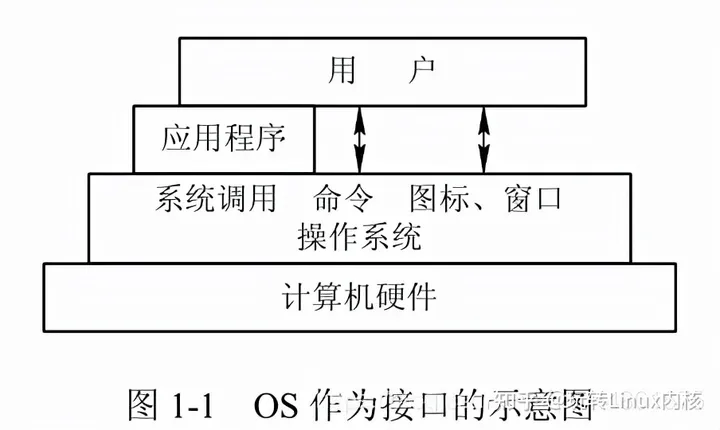 用 户
应用程序
系统调用 命令 图标、窗口
操作系统
计算机硬件
图 1-1 OS 作为接口的示意图
知乎 @玩转Linux内核